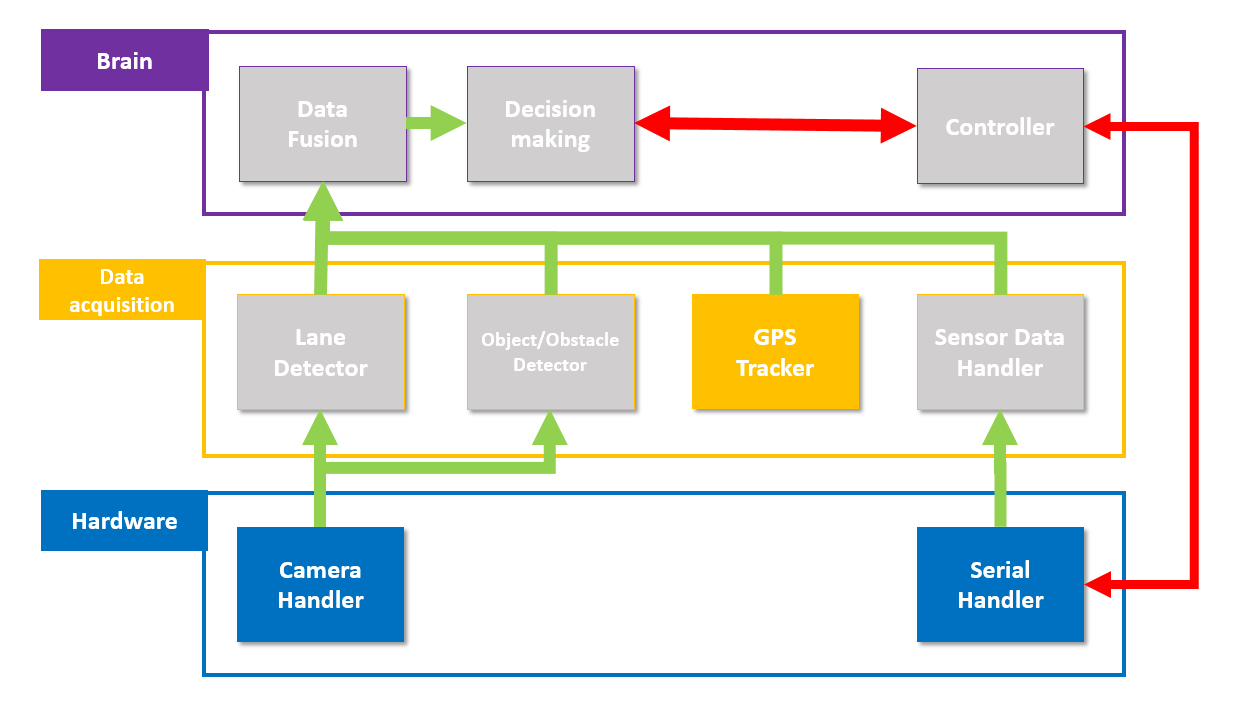 Brain
Data
Fusion
Decision
making
Controller
Data
acquisition
Lane
Detector
Object/Obstacle
Detector
GPS
Tracker
Sensor Data
Handler
Hardware
Camera
Handler
Serial
Handler